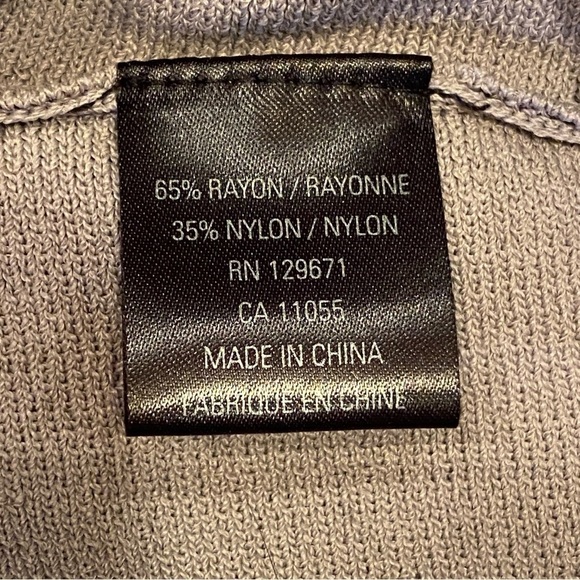 65% RAYON / RAYONNE
35% NYLON / NYLON
RN 129671
CA 11055
MADE IN CHINA
FABRIQUE EN CHINE